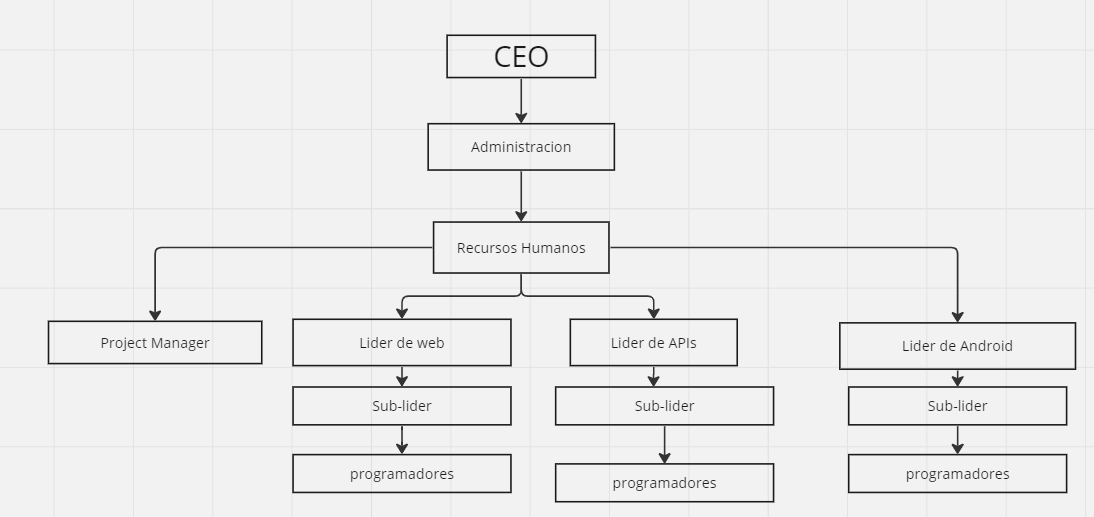 CEO
Administracion
Recursos Humanos
Project Manager
Lider de web
Lider de APIs
Lider de Android
Sub-lider
Sub-lider
Sub-lider
programadores
programadores
programadores